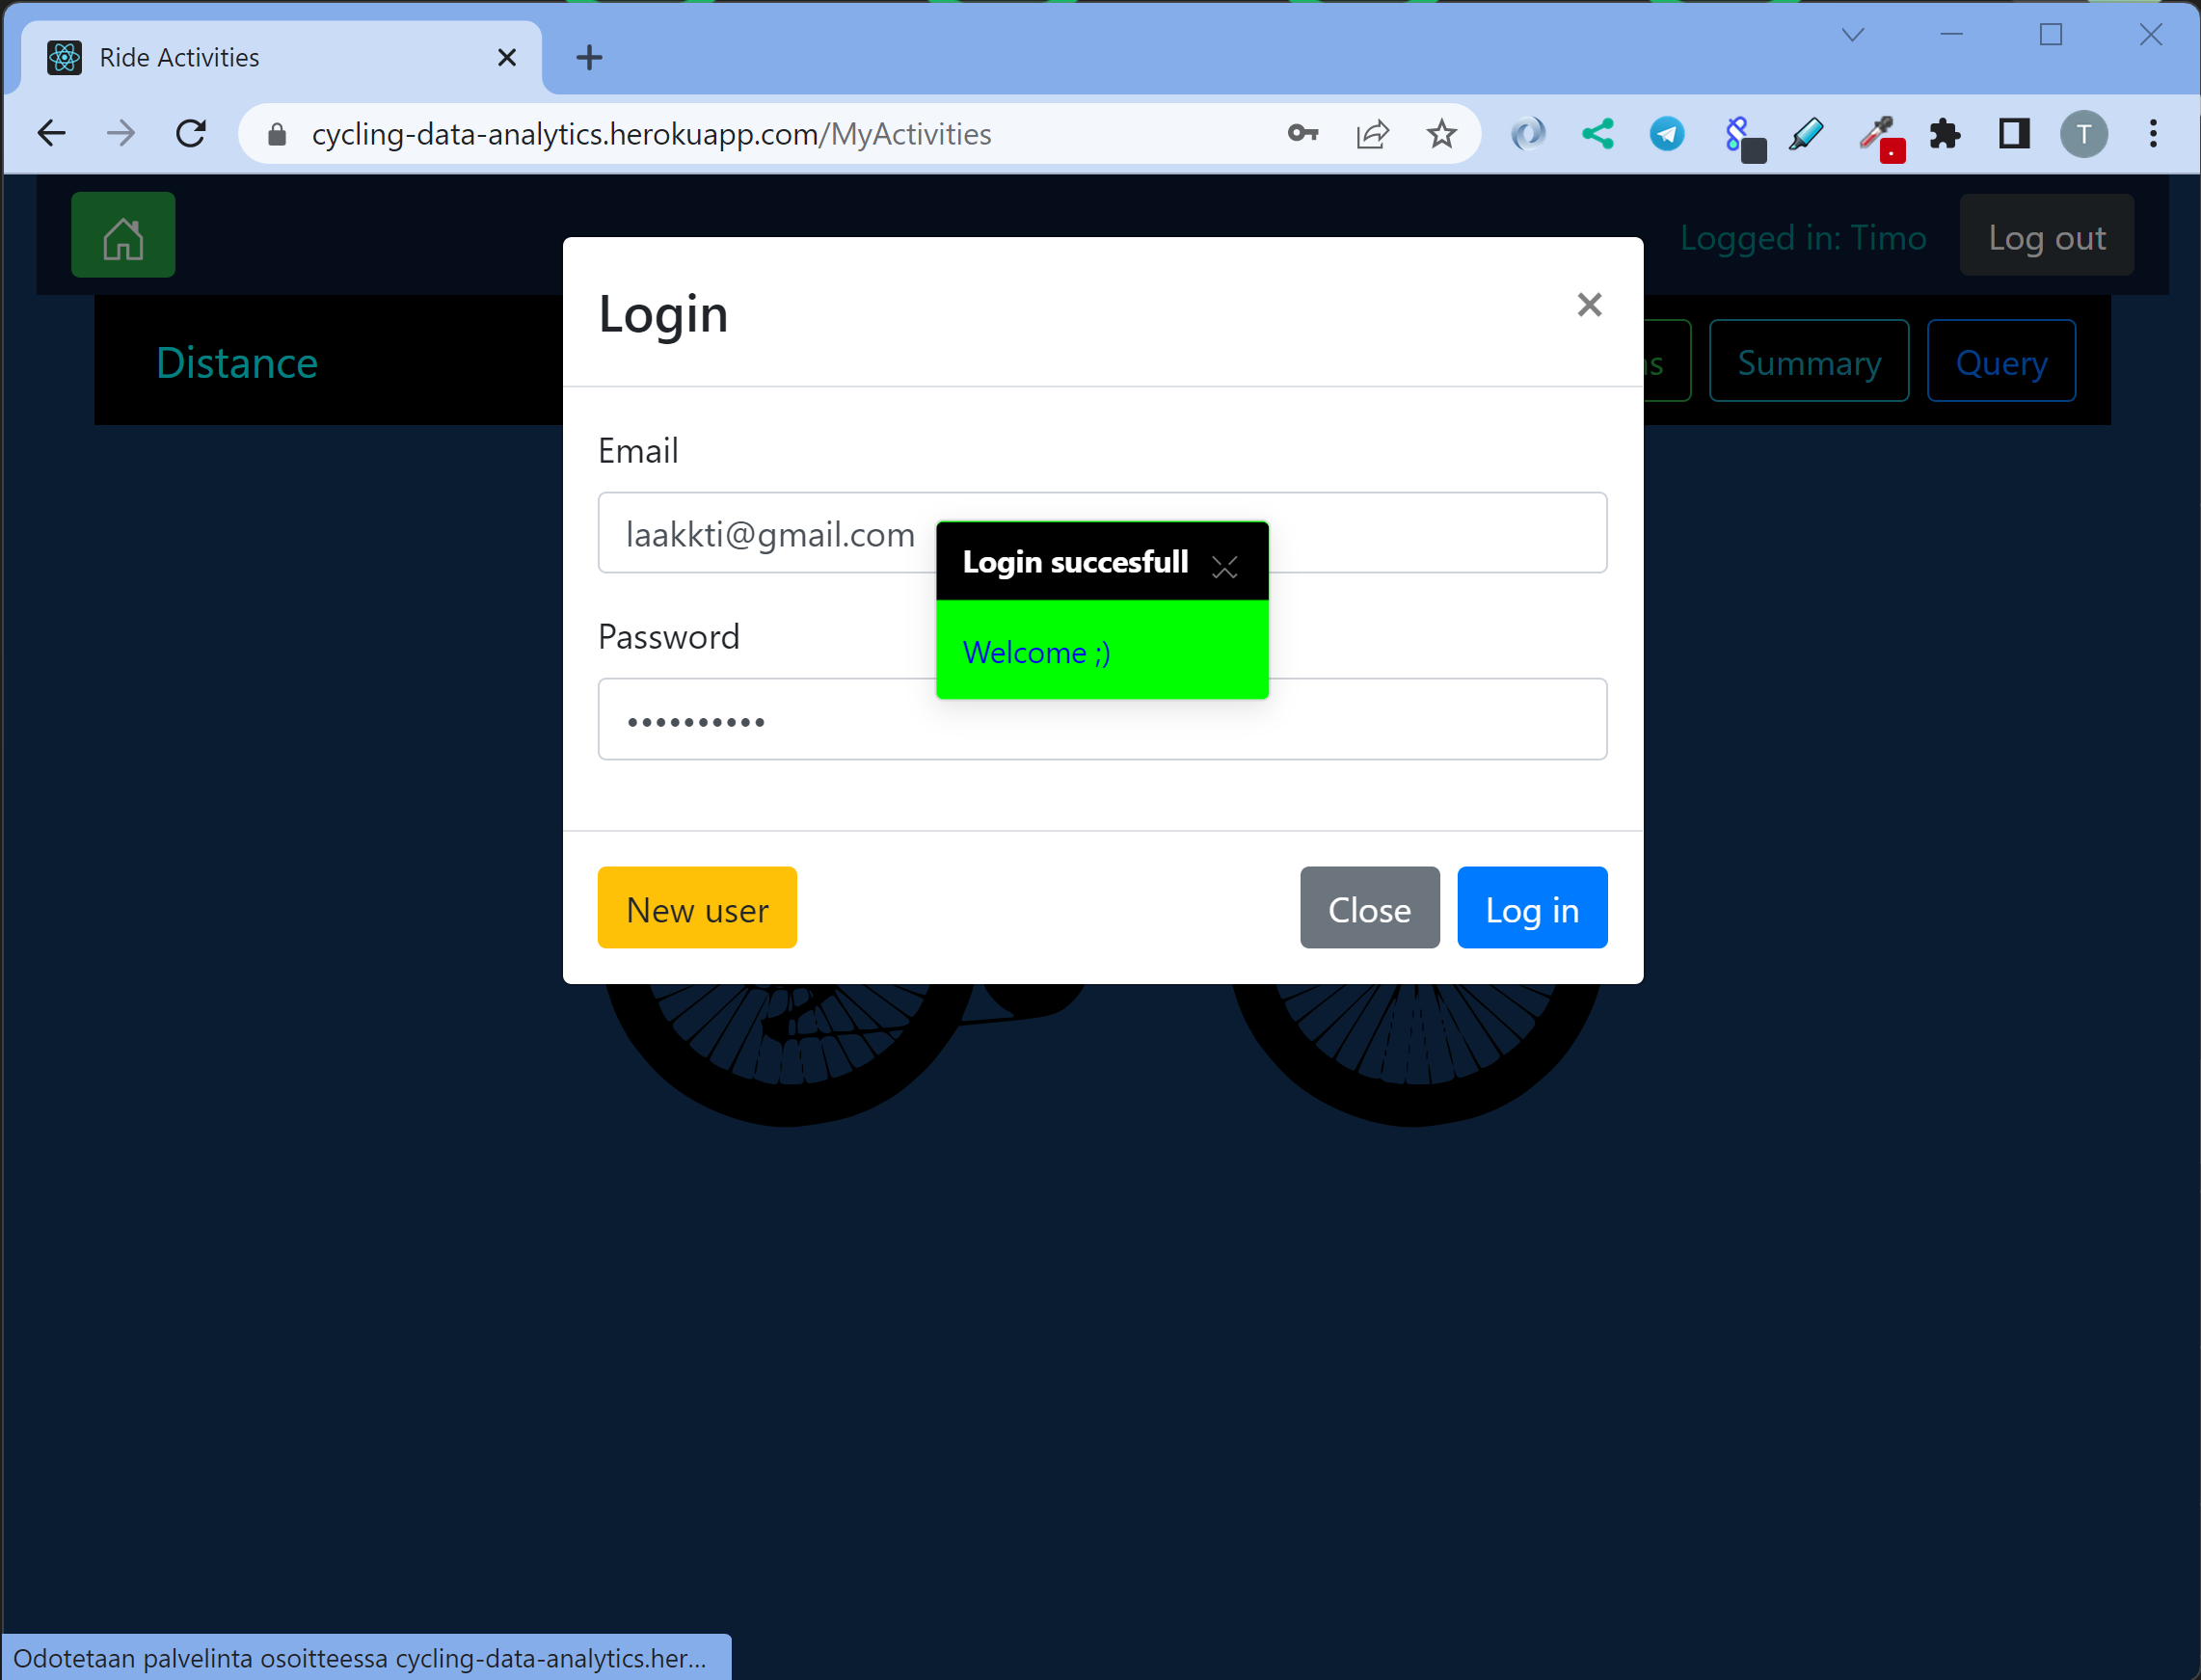 Ride Activities
cycling-data-analytics.herokuapp.com/MyActivities
T
Logged in: Timo
Log out
Login
Distance
Summary
Query
Email
laakkti@gmail.com
Login succesfull
Welcome ;)
Password
New user
Close
Log in
Odotetaan palvelinta osoitteessa cycling-data-analytics.her...